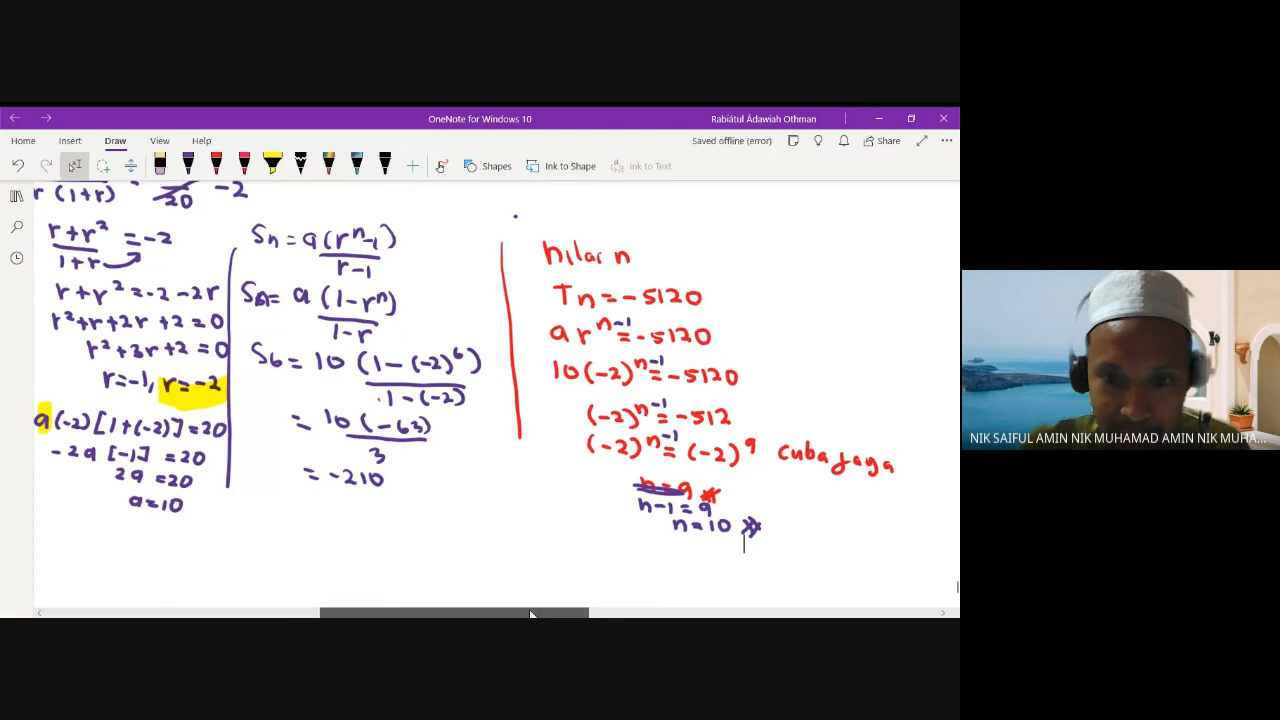 OneNote for Windows 10
Rabiátul Ádawiah Othman
Home Insert Draw View Help
Saved offline (error)
Share
Shapes
Ink to Shape
Ink to Text
r (1+r)
20
-2
r+r² = -2
1+r
r+r² = -2-2r
r²+r+2r+2=0
r²+3r+2=0
r=-1, r=-2
a(-2)[1+(-2)]=20
-2a[-1]=20
2a=20
a=10
Sn = a(rⁿ-1)
r-1
= a(1-rⁿ)
1-r
S6 = 10(1-(-2)⁶)
1-(-2)
= 10(-63)
3
= -210
nilai n
Tn = -5120
arⁿ⁻¹ = -5120
10(-2)ⁿ⁻¹ = -5120
(-2)ⁿ⁻¹ = -512
(-2)ⁿ⁻¹ = (-2)⁹ cuba jaya
n=9
n-1=9
n=10
NIK SAIFUL AMIN NIK MUHAMAD AMIN NIK MUHA...